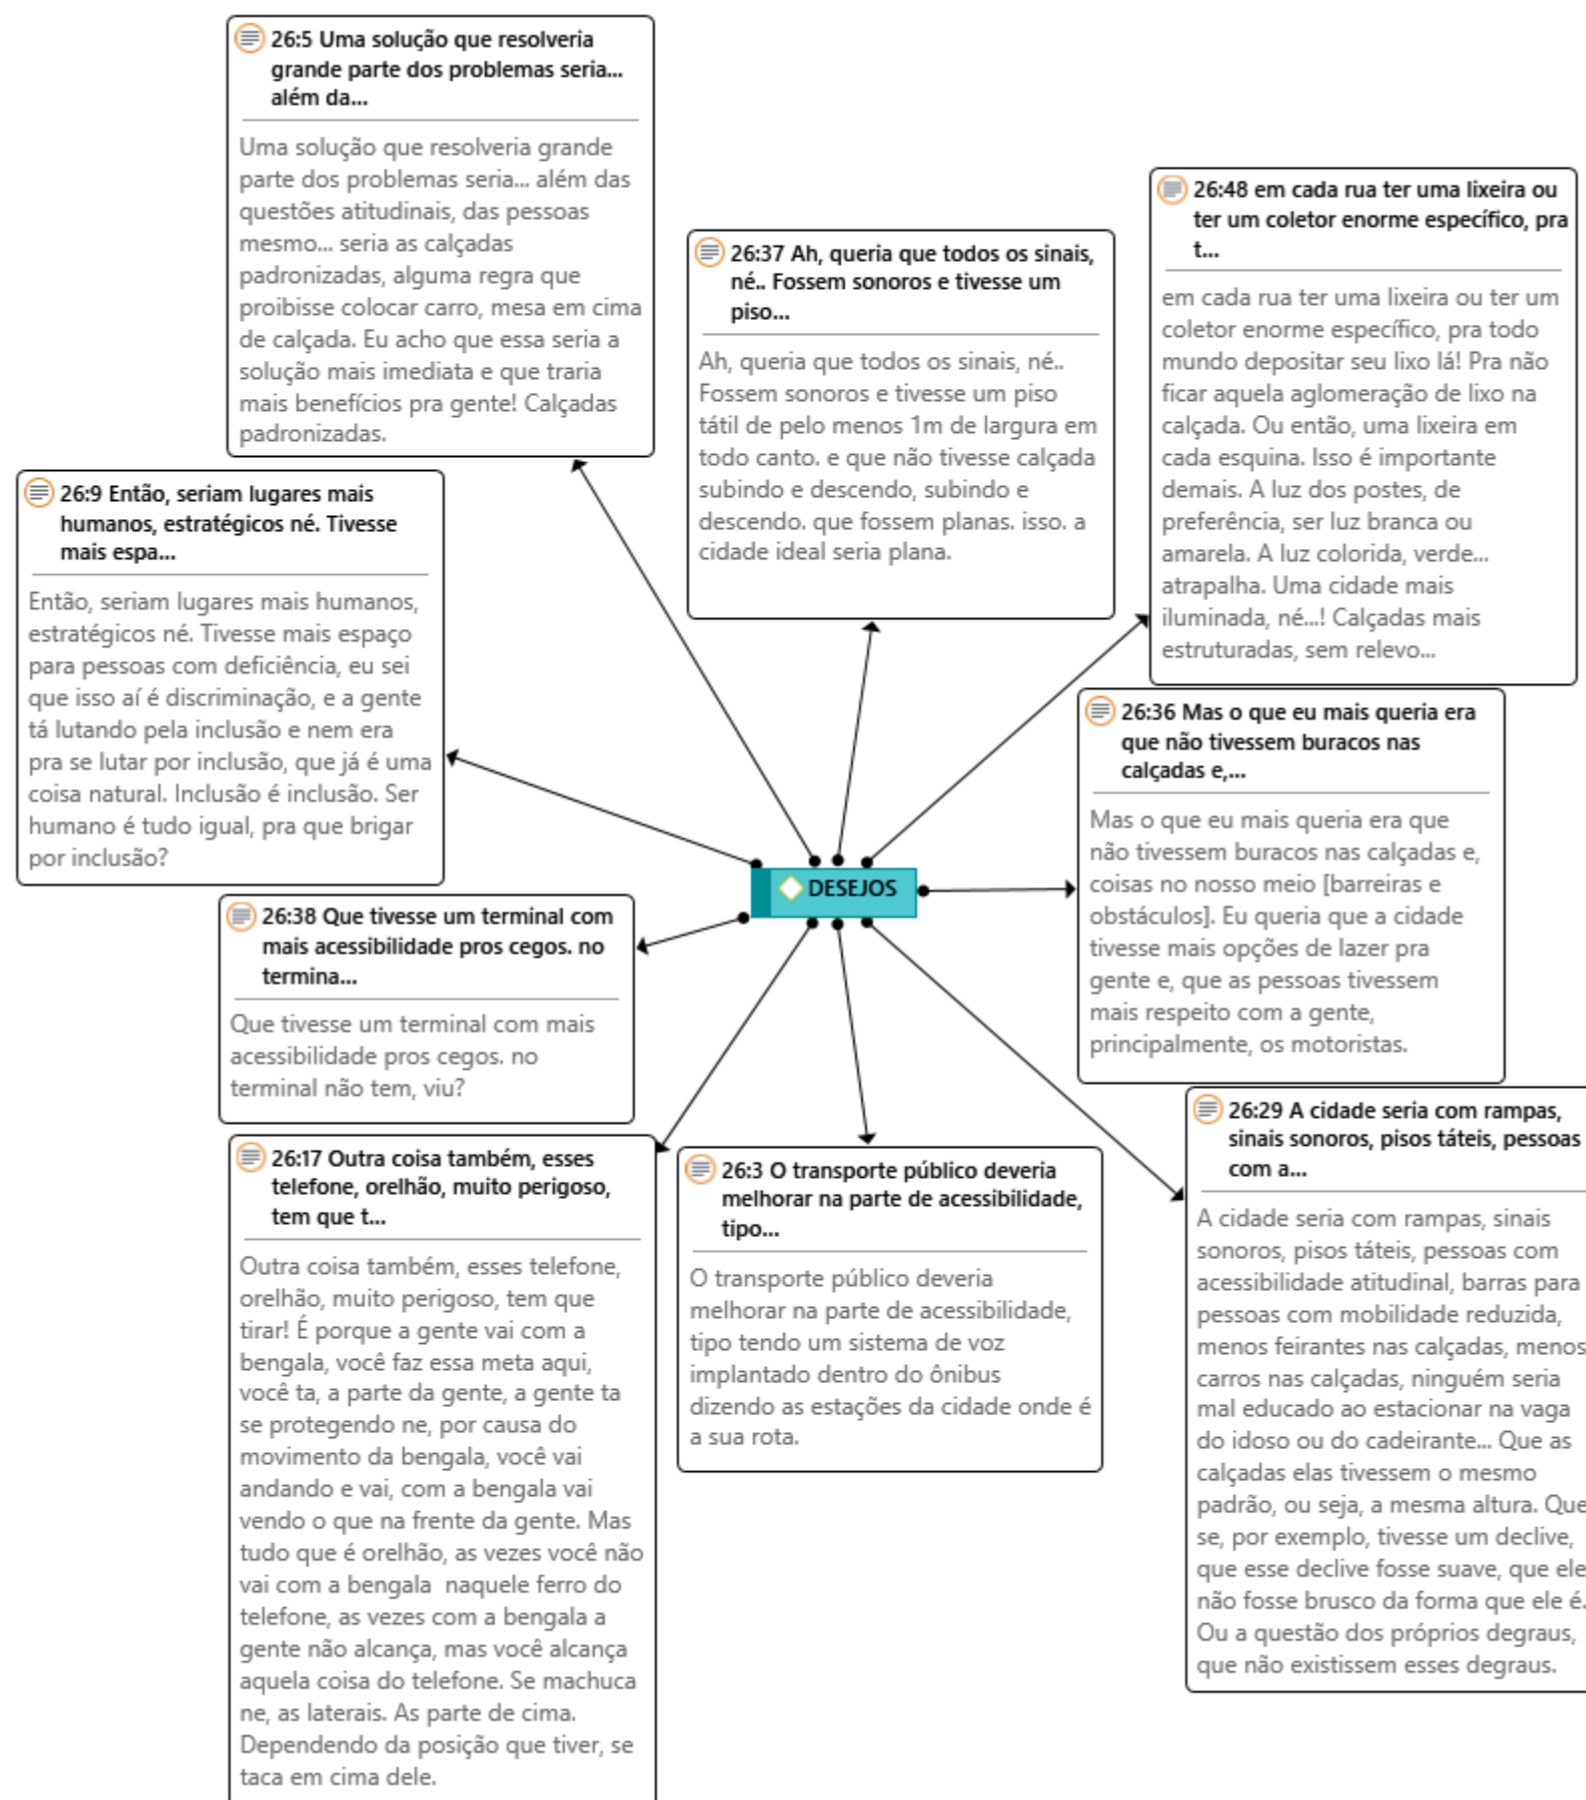 26:5 Uma solução que resolveria
grande parte dos problemas seria...
além da...
Uma solução que resolveria grande
parte dos problemas seria... além das
questões atitudinais, das pessoas
mesmo... seria as calçadas
padronizadas, alguma regra que
proibisse colocar carro, mesa em cima
de calçada. Eu acho que essa seria a
solução mais imediata e que traria
mais benefícios pra gente! Calçadas
padronizadas.
26:37 Ah, queria que todos os sinais,
né.. Fossem sonoros e tivesse um
piso...
Ah, queria que todos os sinais, né..
Fossem sonoros e tivesse um piso
tátil de pelo menos 1m de largura em
todo canto. e que não tivesse calçada
subindo e descendo, subindo e
descendo. que fossem planas. isso. a
cidade ideal seria plana.
26:48 em cada rua ter uma lixeira ou
ter um coletor enorme específico, pra
t...
em cada rua ter uma lixeira ou ter um
coletor enorme específico, pra todo
mundo depositar seu lixo lá! Pra não
ficar aquela aglomeração de lixo na
calçada. Ou então, uma lixeira em
cada esquina. Isso é importante
demais. A luz dos postes, de
preferência, ser luz branca ou
amarela. A luz colorida, verde...
atrapalha. Uma cidade mais
iluminada, né...! Calçadas mais
estruturadas, sem relevo...
26:9 Então, seriam lugares mais
humanos, estratégicos né. Tivesse
mais espa...
Então, seriam lugares mais humanos,
estratégicos né. Tivesse mais espaço
para pessoas com deficiência, eu sei
que isso aí é discriminação, e a gente
tá lutando pela inclusão e nem era
pra se lutar por inclusão, que já é uma
coisa natural. Inclusão é inclusão. Ser
humano é tudo igual, pra que brigar
por inclusão?
26:36 Mas o que eu mais queria era
que não tivessem buracos nas
calçadas e,...
Mas o que eu mais queria era que
não tivessem buracos nas calçadas e,
coisas no nosso meio [barreiras e
obstáculos]. Eu queria que a cidade
tivesse mais opções de lazer pra
gente e, que as pessoas tivessem
mais respeito com a gente,
principalmente, os motoristas.
DESEJOS
26:38 Que tivesse um terminal com
mais acessibilidade pros cegos. no
termina...
Que tivesse um terminal com mais
acessibilidade pros cegos. no
terminal não tem, viu?
26:17 Outra coisa também, esses
telefone, orelhão, muito perigoso,
tem que t...
Outra coisa também, esses telefone,
orelhão, muito perigoso, tem que
tirar! É porque a gente vai com a
bengala, você faz essa meta aqui,
você ta, a parte da gente, a gente ta
se protegendo ne, por causa do
movimento da bengala, você vai
andando e vai, com a bengala vai
vendo o que na frente da gente. Mas
tudo que é orelhão, as vezes você não
vai com a bengala  naquele ferro do
telefone, as vezes com a bengala a
gente não alcança, mas você alcança
aquela coisa do telefone. Se machuca
ne, as laterais. As parte de cima.
Dependendo da posição que tiver, se
taca em cima dele.
26:3 O transporte público deveria
melhorar na parte de acessibilidade,
tipo...
O transporte público deveria
melhorar na parte de acessibilidade,
tipo tendo um sistema de voz
implantado dentro do ônibus
dizendo as estações da cidade onde é
a sua rota.
26:29 A cidade seria com rampas,
sinais sonoros, pisos táteis, pessoas
com a...
A cidade seria com rampas, sinais
sonoros, pisos táteis, pessoas com
acessibilidade atitudinal, barras para
pessoas com mobilidade reduzida,
menos feirantes nas calçadas, menos
carros nas calçadas, ninguém seria
mal educado ao estacionar na vaga
do idoso ou do cadeirante... Que as
calçadas elas tivessem o mesmo
padrão, ou seja, a mesma altura. Que
se, por exemplo, tivesse um declive,
que esse declive fosse suave, que ele
não fosse brusco da forma que ele é.
Ou a questão dos próprios degraus,
que não existissem esses degraus.